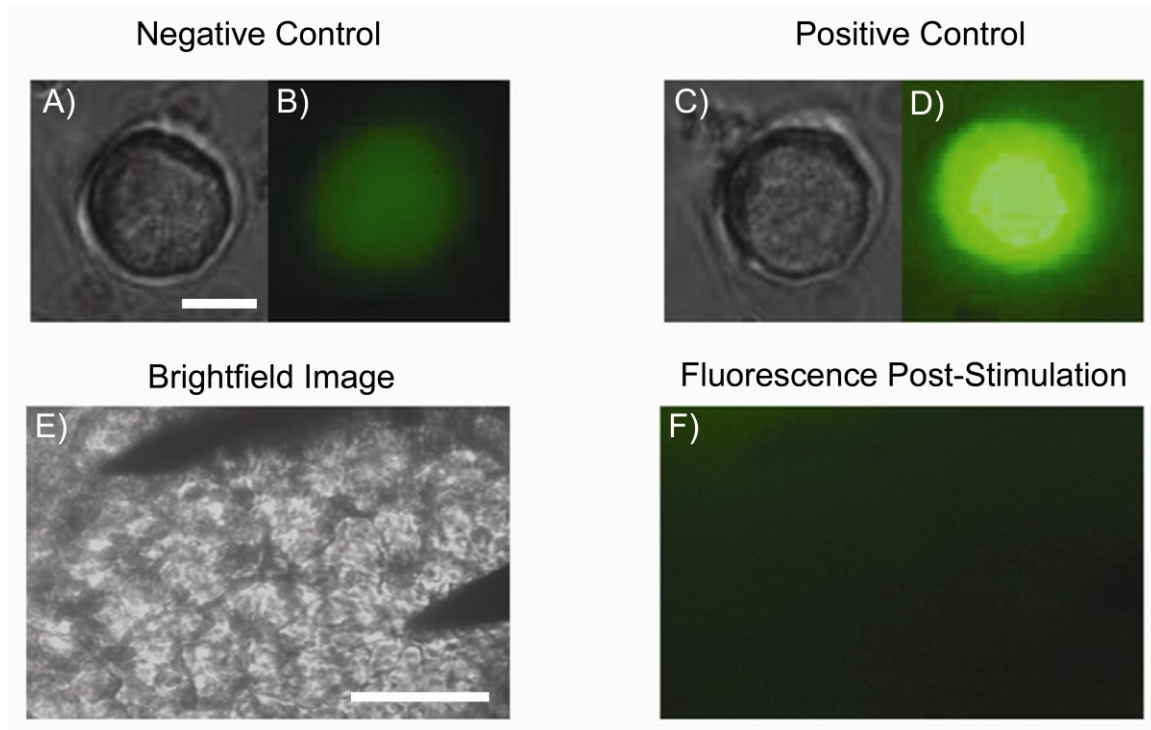 Negative Control
Positive Control
A)
B)
C)
D)
Brightfield Image
Fluorescence Post-Stimulation
E)
F)